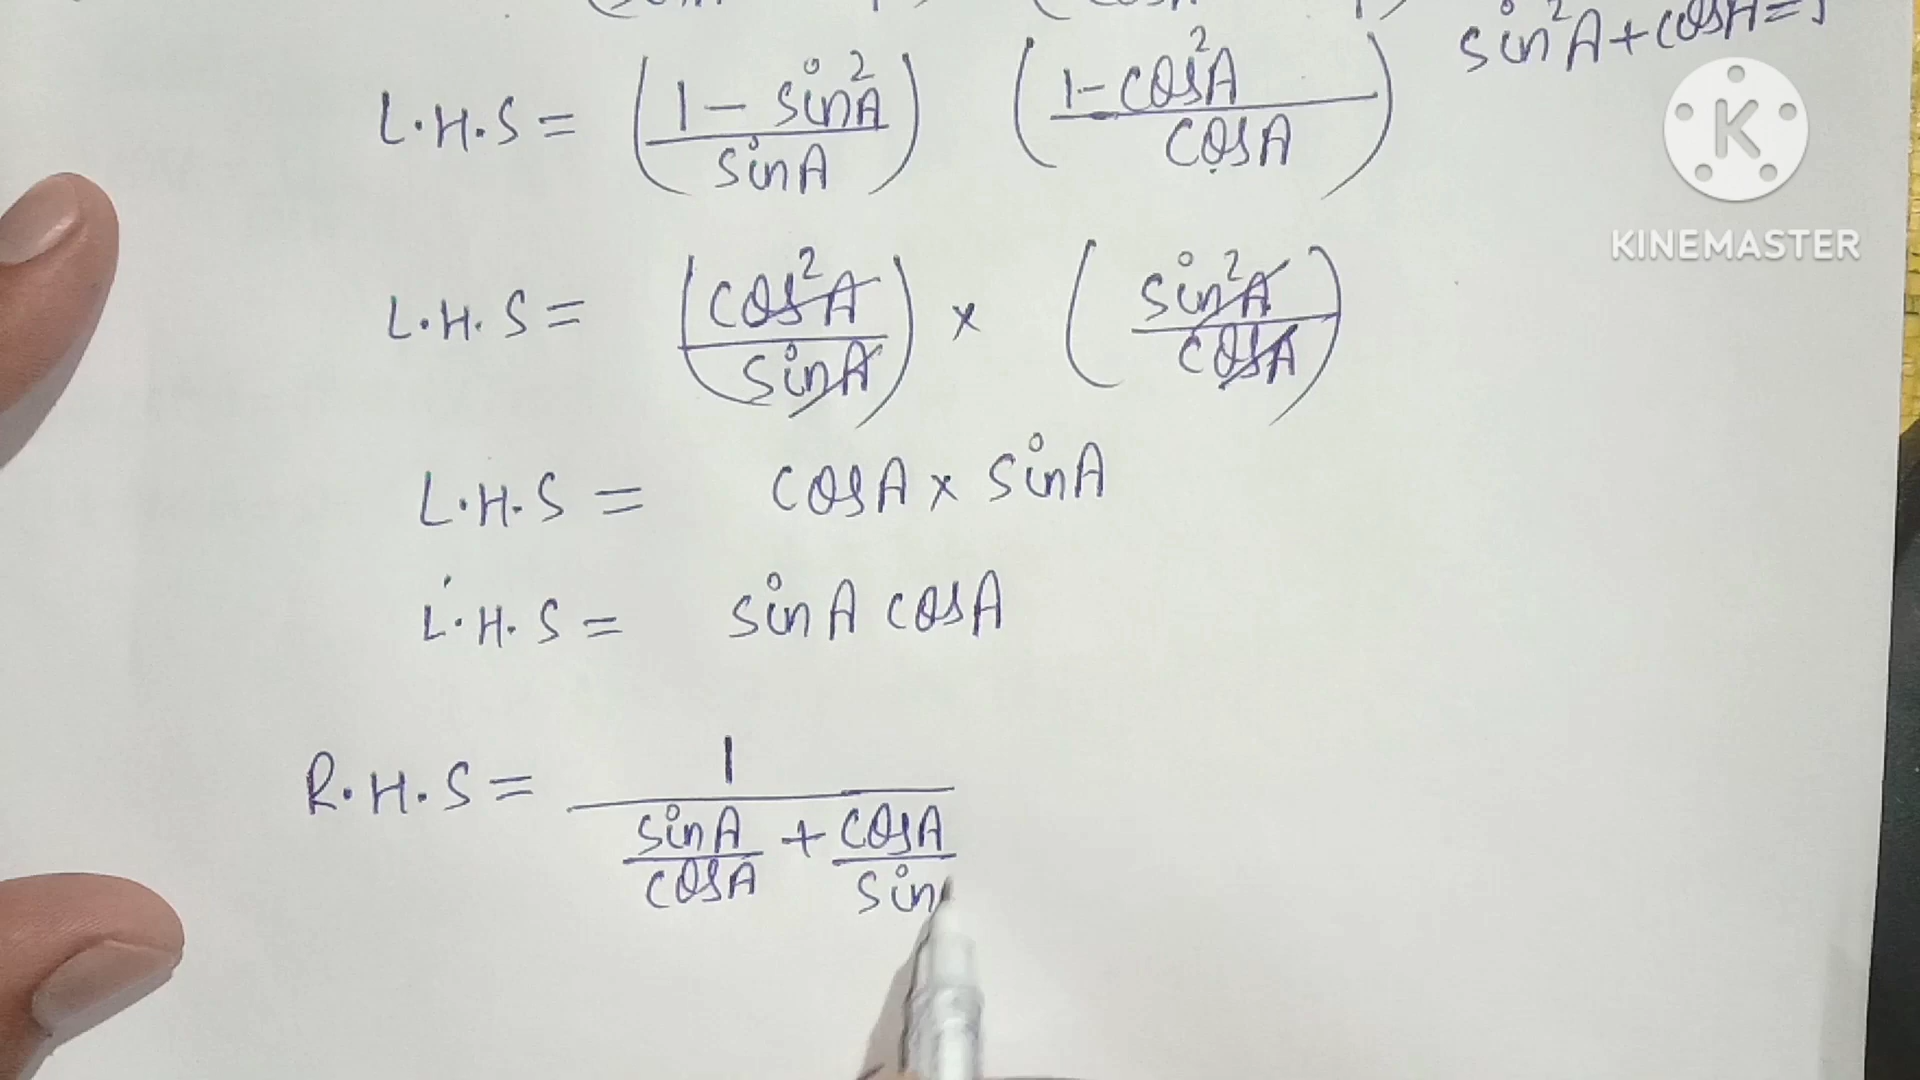 sin²A+cosA=1
L.H.S = (1 - sin²A / sinA) (1-cos²A / cosA)
K
KINEMASTER
L.H.S = (cos²A / sinA) × (sin²A / cosA)
L.H.S = cosA × sinA
L.H.S = sinA cosA
R.H.S = 1 / sinA / cosA + cosA / sin